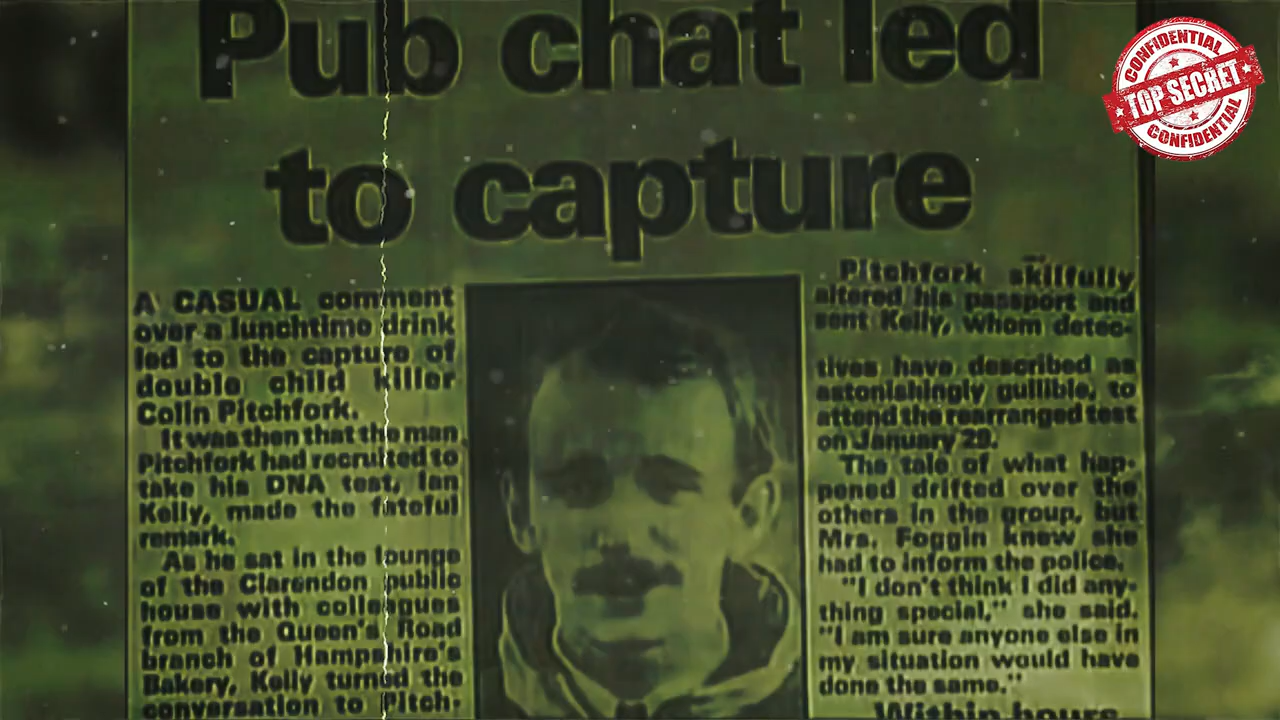 Pub chat led
to capture
A CASUAL comment
over a lunchtime drink
led to the capture of
double child killer
Colin Pitchfork.
It was then that the man
Pitchfork had recruited to
take his DNA test, Ian
Kelly, made the fateful
remark.
As he sat in the lounge
of the Clarendon public
house with colleagues
from the Queen's Road
branch of Hampshire's
Bakery, Kelly turned the
conversation to Pitch-
Pitchfork skilfully
altered his passport and
sent Kelly, whom detec-
tives have described as
astonishingly gullible, to
attend the rearranged test
on January 29.
The tale of what hap-
pened drifted over the
others in the group, but
Mrs. Foggin knew she
had to inform the police.
"I don't think I did any-
thing special," she said.
"I am sure anyone else in
my situation would have
done the same."
Within hours
CONFIDENTIAL
TOP SECRET
CONFIDENTIAL